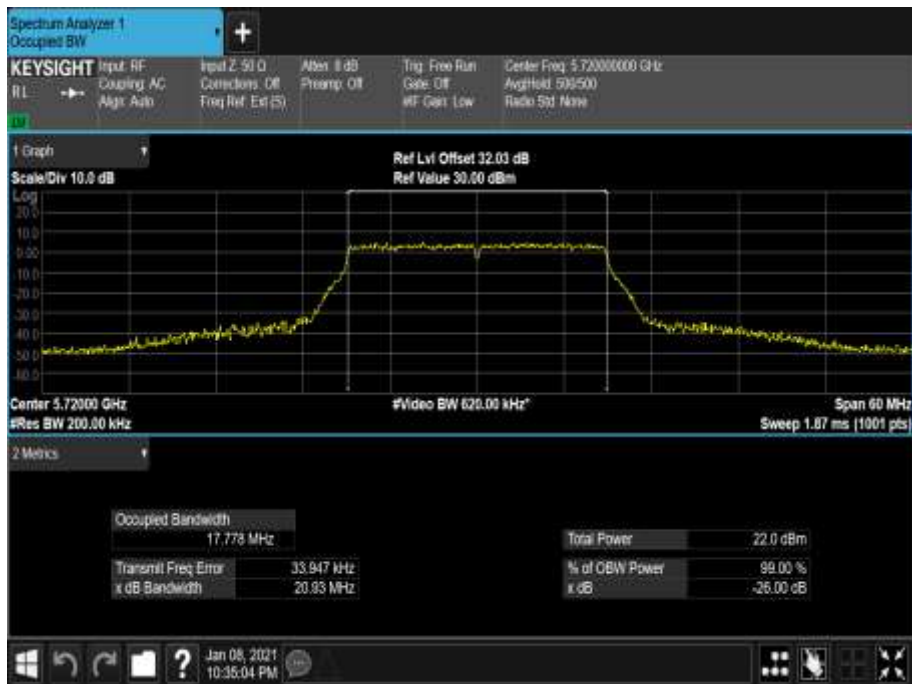 Spectrum Analyzer 1
Occupied BW
+
KEYSIGHT Input: RF Input Z: 50 Ω Atten: 8 dB Trig: Free Run Center Freq: 5.720000000 GHz
RL Coupling: AC Corrections: Off Preamp: Off Gate: Off Avg|Hold: 500/500
Align: Auto Freq Ref: Ext (S) #IF Gain: Low Radio Std: None
1 Graph
Ref Lvl Offset 32.03 dB
Scale/Div 10.0 dB Ref Value 30.00 dBm
Log
20.0
10.0
0.00
-10.0
-20.0
-30.0
-40.0
-50.0
-60.0
Center 5.72000 GHz #Video BW 620.00 kHz* Span 60 MHz
#Res BW 200.00 kHz Sweep 1.87 ms (1001 pts)
2 Metrics
Occupied Bandwidth
17.778 MHz Total Power 22.0 dBm
Transmit Freq Error 33.947 kHz % of OBW Power 99.00 %
x dB Bandwidth 20.93 MHz x dB -26.00 dB
? Jan 08, 2021
10:35:04 PM